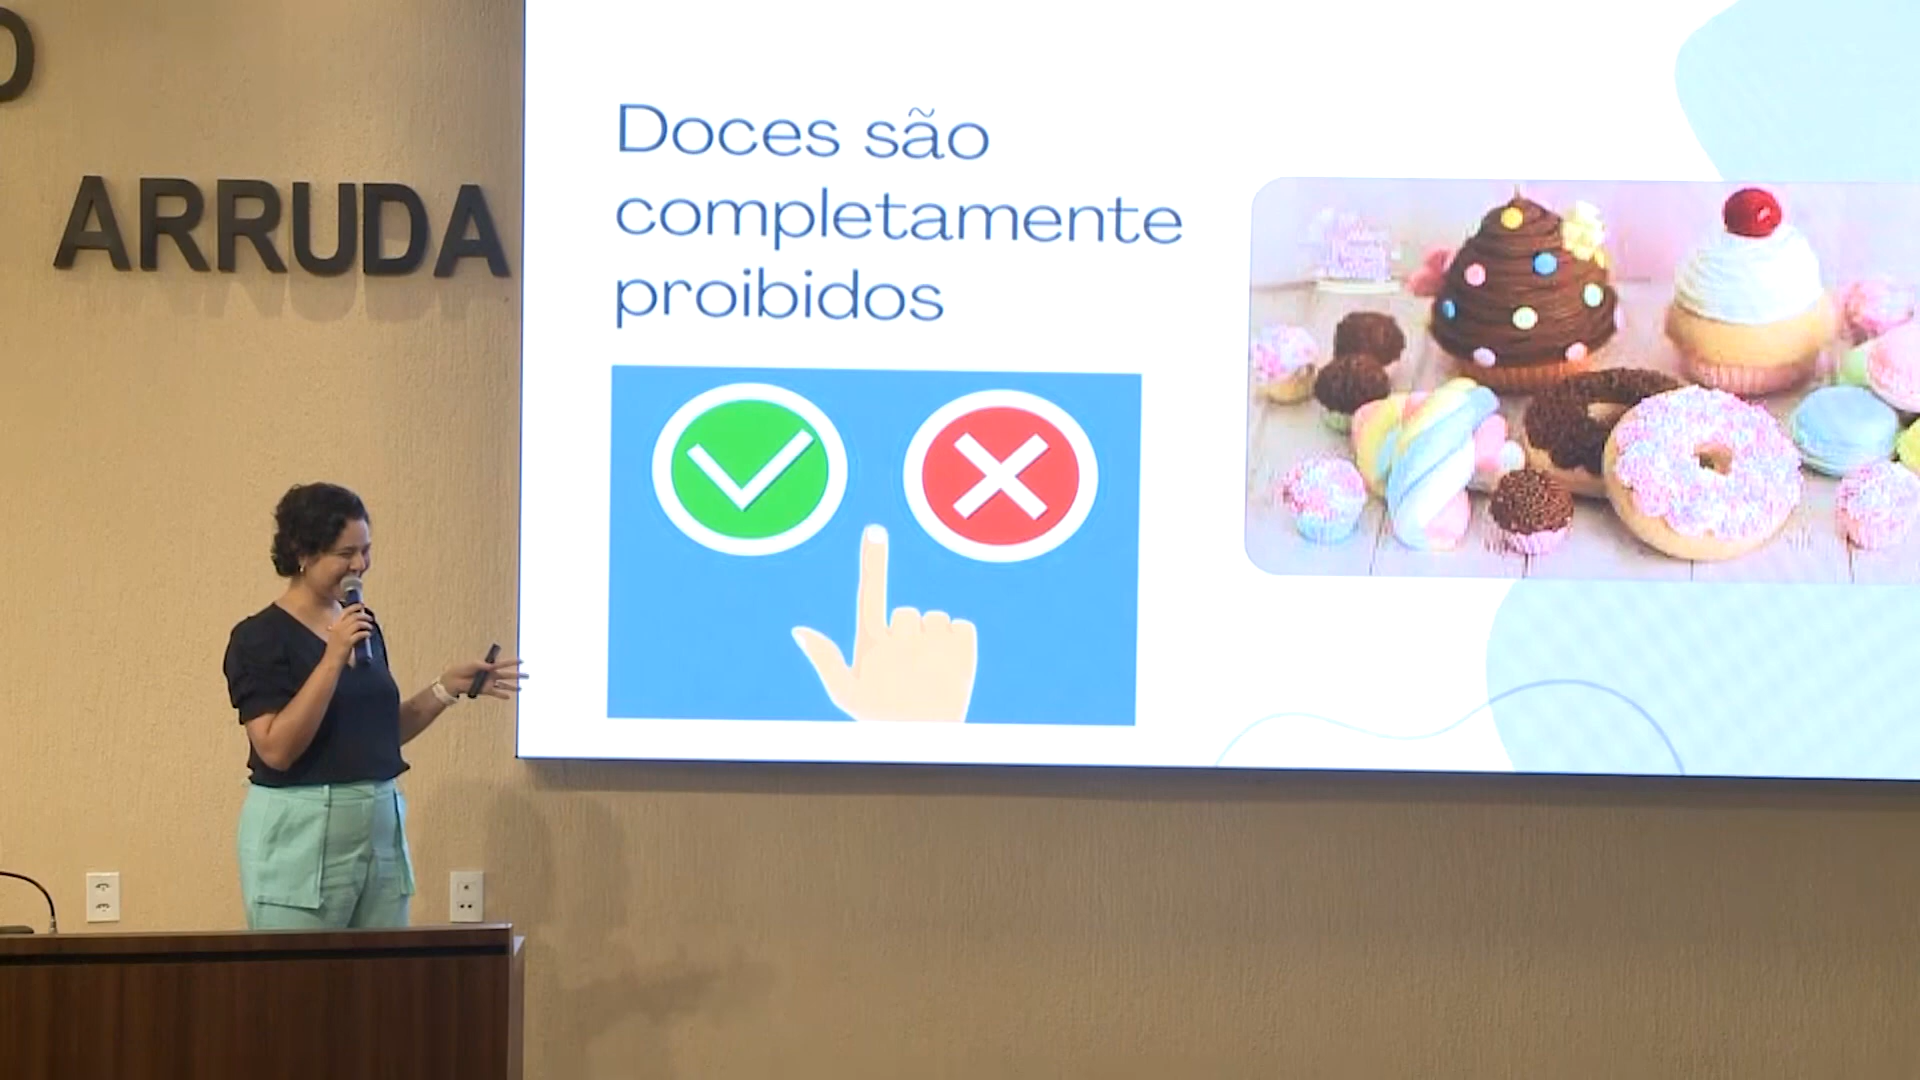 ARRUDA
Doces são
completamente
proibidos